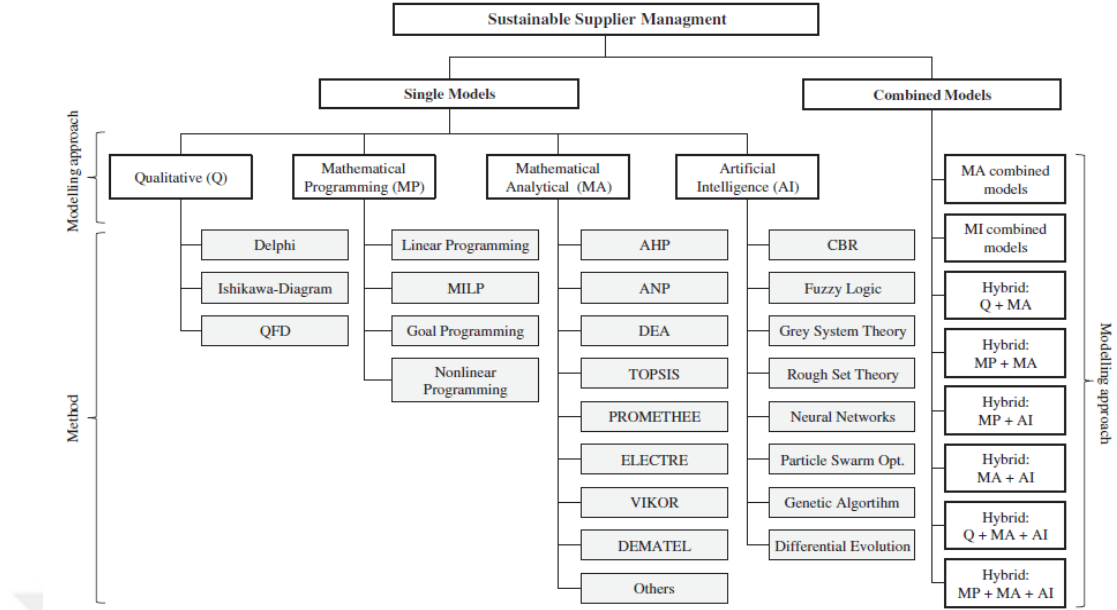 Sustainable Supplier Managment
Single Models
Combined Models
Modelling approach
Qualitative (Q)
Mathematical
Programming (MP)
Mathematical
Analytical (MA)
Artificial
Intelligence (AI)
Method
Delphi
Ishikawa-Diagram
QFD
Linear Programming
MILP
Goal Programming
Nonlinear
Programming
AHP
ANP
DEA
TOPSIS
PROMETHEE
ELECTRE
VIKOR
DEMATEL
Others
CBR
Fuzzy Logic
Grey System Theory
Rough Set Theory
Neural Networks
Particle Swarm Opt.
Genetic Algortihm
Differential Evolution
MA combined
models
MI combined
models
Hybrid:
Q + MA
Hybrid:
MP + MA
Hybrid:
MP + AI
Hybrid:
MA + AI
Hybrid:
Q + MA + AI
Hybrid:
MP + MA + AI
Modelling approach